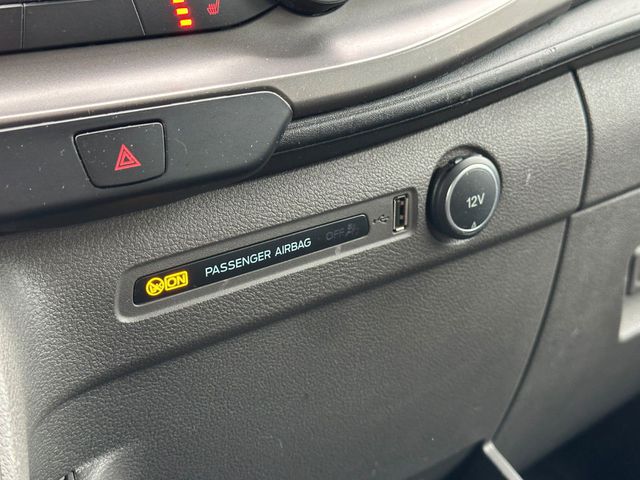 ON PASSENGER AIRBAG OFF
12V